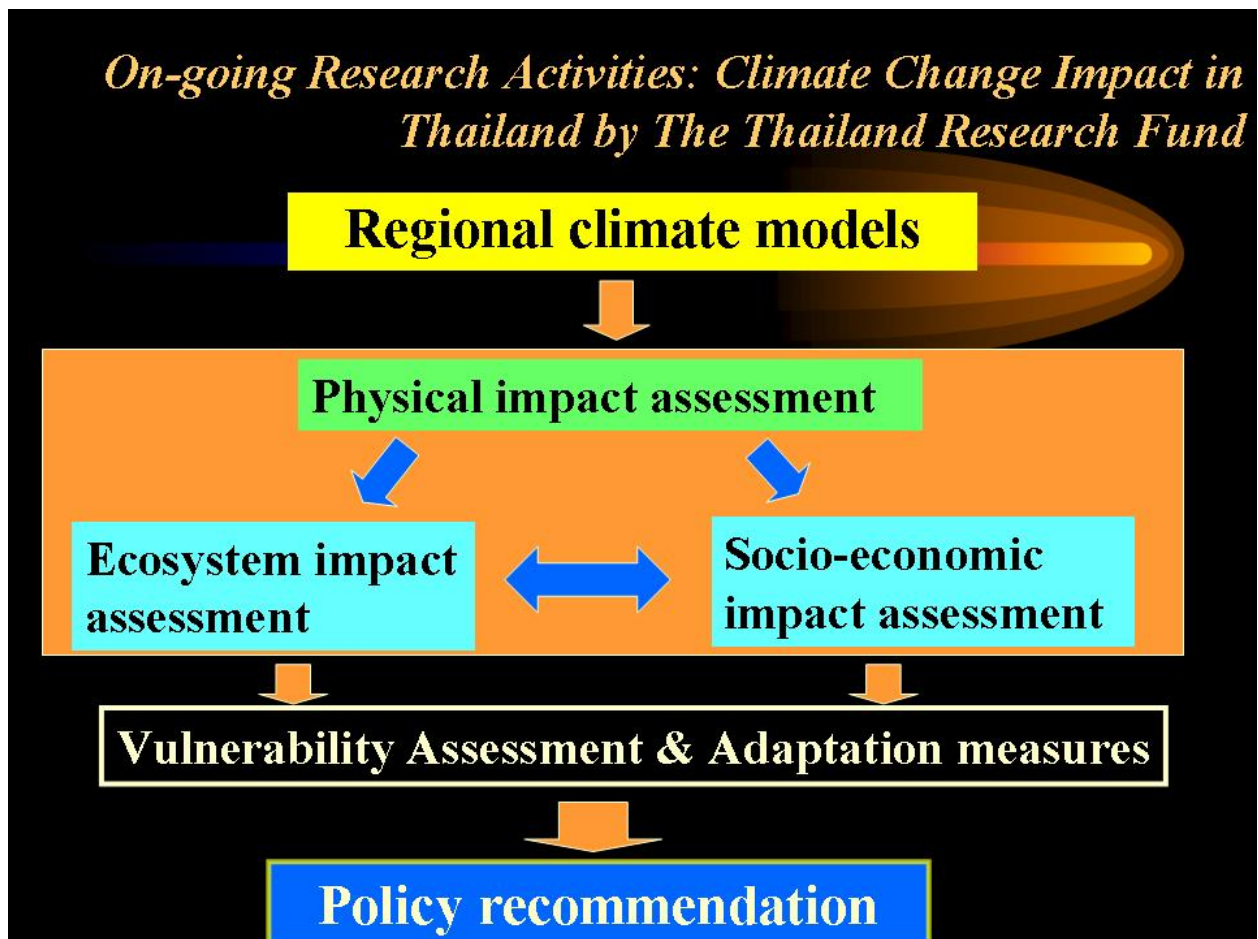 On-going Research Activities: Climate Change Impact in
Thailand by The Thailand Research Fund
Regional climate models
Physical impact assessment
Ecosystem impact
assessment
Socio-economic
impact assessment
Vulnerability Assessment & Adaptation measures
Policy recommendation